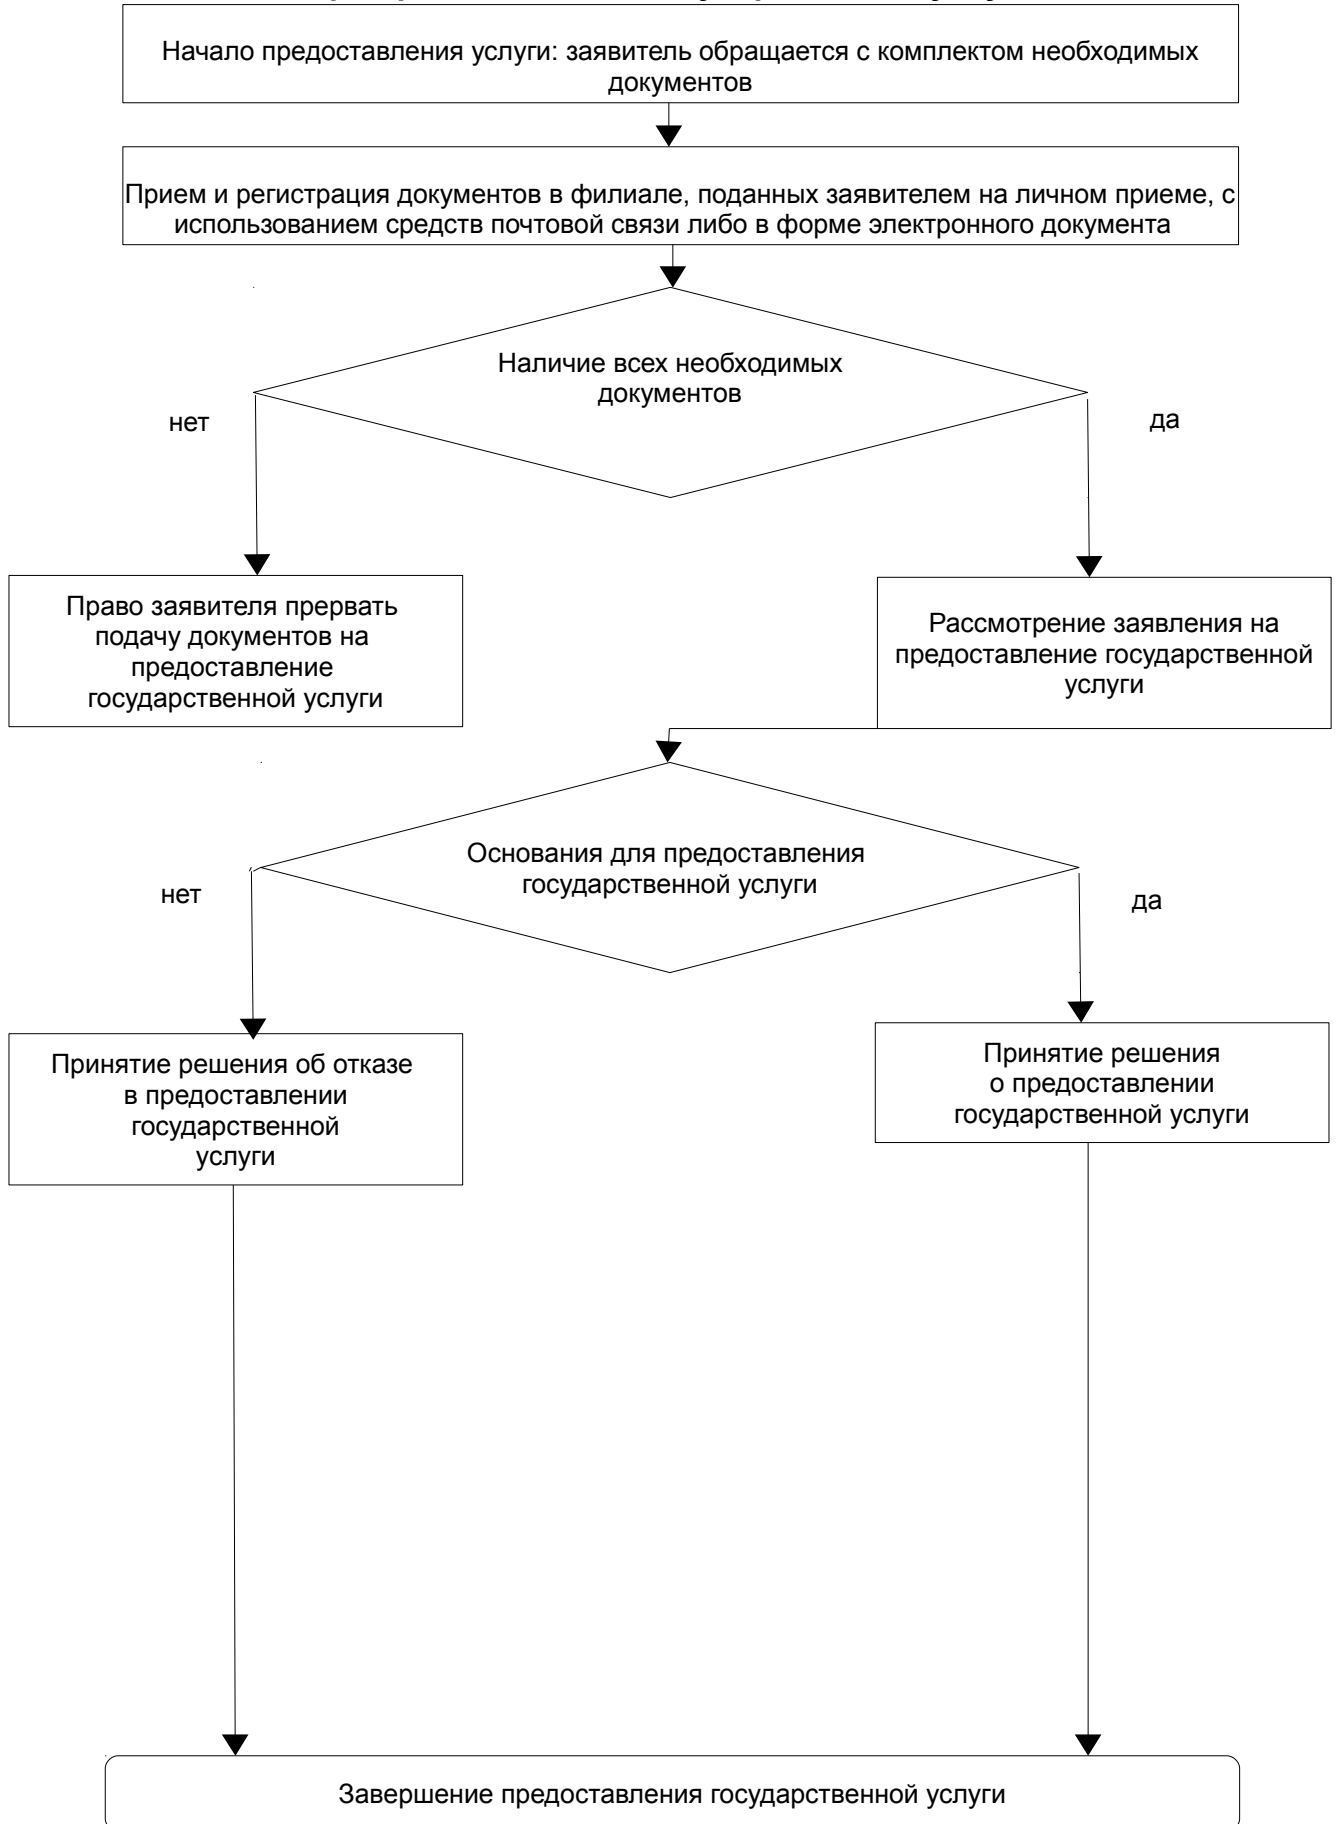 Начало предоставления услуги: заявитель обращается с комплектом необходимых
документов
Прием и регистрация документов в филиале, поданных заявителем на личном приеме, с
использованием средств почтовой связи либо в форме электронного документа
Наличие всех необходимых
документов
нет
да
Право заявителя прервать
подачу документов на
предоставление
государственной услуги
Рассмотрение заявления на
предоставление государственной
услуги
Основания для предоставления
государственной услуги
нет
да
Принятие решения об отказе
в предоставлении
государственной
услуги
Принятие решения
о предоставлении
государственной услуги
Завершение предоставления государственной услуги